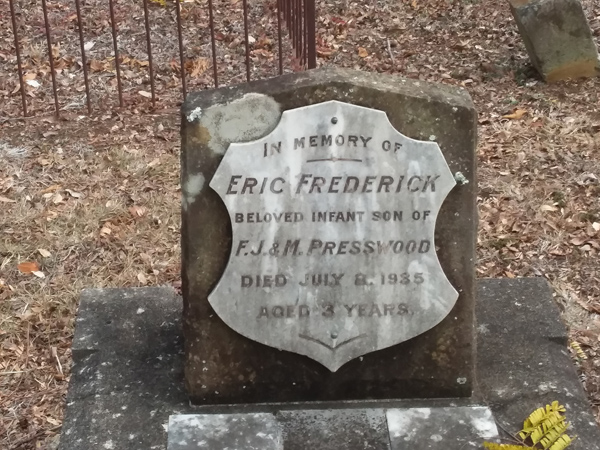 IN MEMORY OF
ERIC FREDERICK
BELOVED INFANT SON OF
F.J. & M. PRESSWOOD
DIED JULY 8, 1935
AGED 3 YEARS.